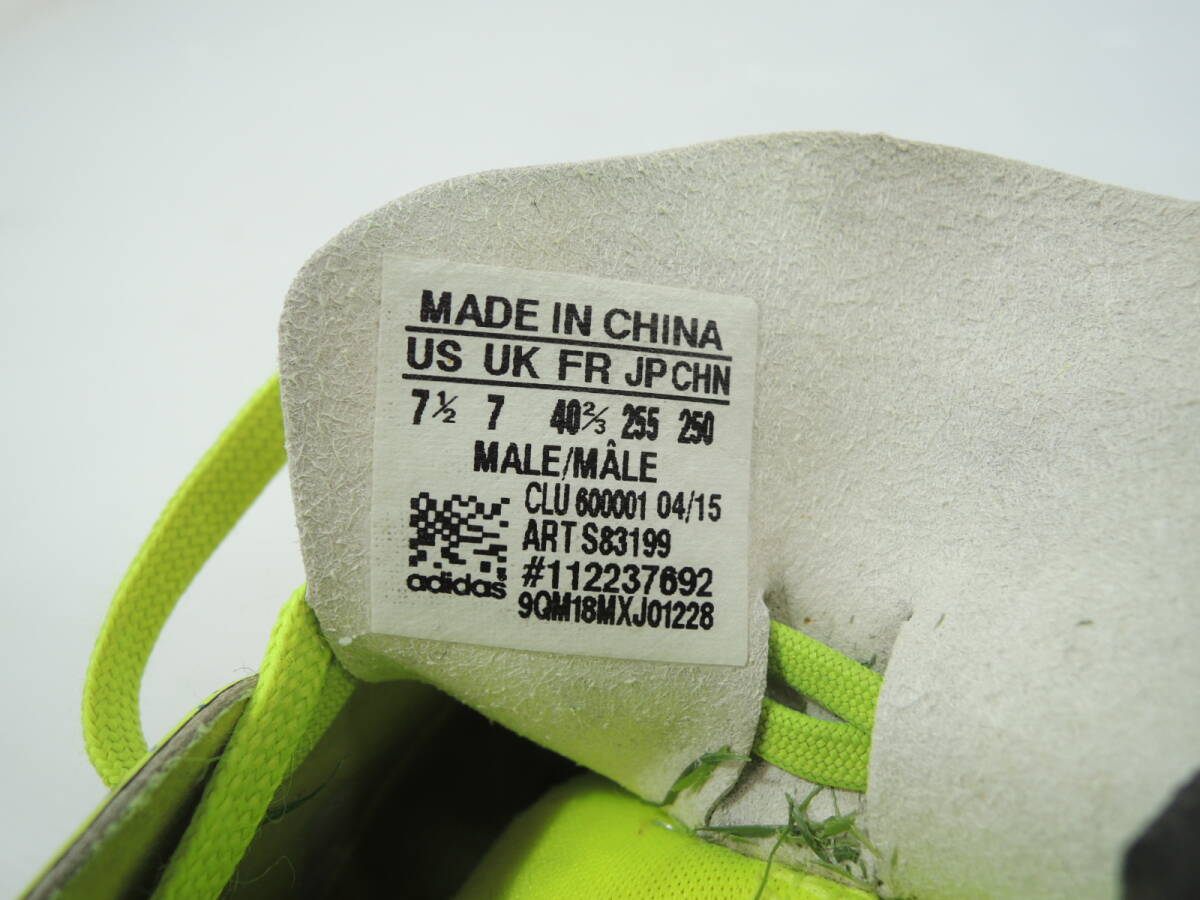 MADE IN CHINA
US UK FR JP CHN
7½ 7 40⅔ 255 250
MALE/MÂLE
CLU 600001 04/15
ART S83199
#112237692
adidas
9QM18MXJ01228